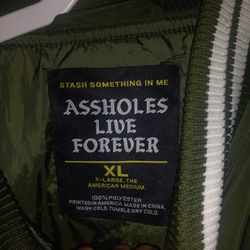 STASH SOMETHING IN ME
ASSHOLES
LIVE
FOREVER
XL
X-LARGE. THE
AMERICAN MEDIUM.
100% POLYESTER
PRINTED IN AMERICA. MADE IN CHINA.
WASH COLD. TUMBLE DRY COLD.